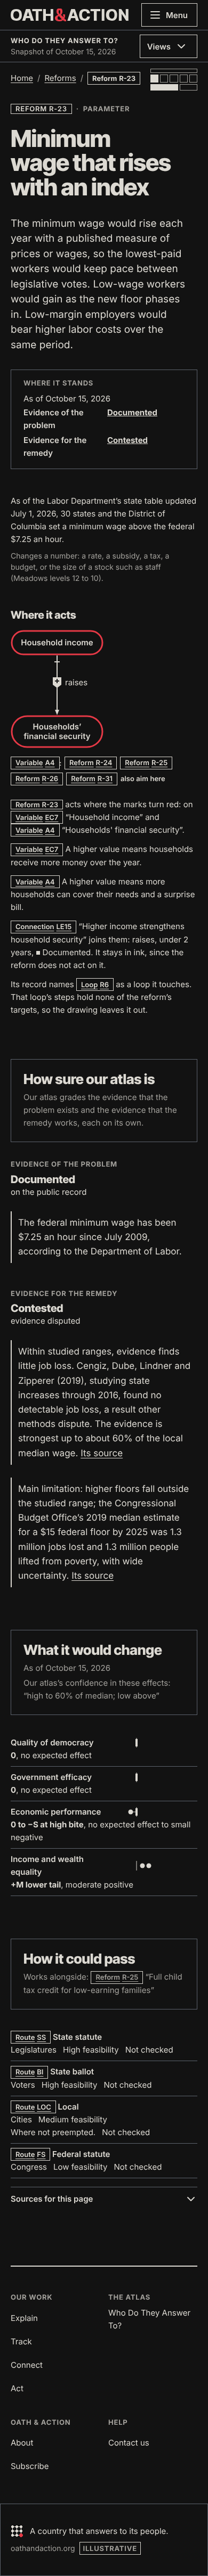 OATH&ACTION
Menu
WHO DO THEY ANSWER TO?
Snapshot of October 15, 2026
Views
Home / Reforms / Reform R-23
REFORM R-23 · PARAMETER
Minimum
wage that rises
with an index
The minimum wage would rise each
year with a published measure of
prices or wages, so the lowest-paid
workers would keep pace between
legislative votes. Low-wage workers
would gain as the new floor phases
in. Low-margin employers would
bear higher labor costs over the
same period.
WHERE IT STANDS
As of October 15, 2026
Evidence of the problem Documented
Evidence for the remedy Contested
As of the Labor Department's state table updated
July 1, 2026, 30 states and the District of
Columbia set a minimum wage above the federal
$7.25 an hour.
Changes a number: a rate, a subsidy, a tax, a
budget, or the size of a stock such as staff
(Meadows levels 12 to 10).
Where it acts
Household income
raises
Households'
financial security
Variable A4: Reform R-24 Reform R-25
Reform R-26 Reform R-31 also aim here
Reform R-23 acts where the marks turn red: on
Variable EC7 “Household income” and
Variable A4 “Households' financial security”.
Variable EC7 A higher value means households
receive more money over the year.
Variable A4 A higher value means more
households can cover their needs and a surprise
bill.
Connection LE15 “Higher income strengthens
household security” joins them: raises, under 2
years, ■ Documented. It stays in ink, since the
reform does not act on it.
Its record names Loop R6 as a loop it touches.
That loop's steps hold none of the reform's
targets, so the drawing leaves it out.
How sure our atlas is
Our atlas grades the evidence that the
problem exists and the evidence that the
remedy works, each on its own.
EVIDENCE OF THE PROBLEM
Documented
on the public record
The federal minimum wage has been
$7.25 an hour since July 2009,
according to the Department of Labor.
EVIDENCE FOR THE REMEDY
Contested
evidence disputed
Within studied ranges, evidence finds
little job loss. Cengiz, Dube, Lindner and
Zipperer (2019), studying state
increases through 2016, found no
detectable job loss, a result other
methods dispute. The evidence is
strongest up to about 60% of the local
median wage. Its source
Main limitation: higher floors fall outside
the studied range; the Congressional
Budget Office's 2019 median estimate
for a $15 federal floor by 2025 was 1.3
million jobs lost and 1.3 million people
lifted from poverty, with wide
uncertainty. Its source
What it would change
As of October 15, 2026
Our atlas's confidence in these effects:
“high to 60% of median; low above”
Quality of democracy
0, no expected effect
Government efficacy
0, no expected effect
Economic performance
0 to −S at high bite, no expected effect to small
negative
Income and wealth
equality
+M lower tail, moderate positive
How it could pass
Works alongside: Reform R-25 “Full child
tax credit for low-earning families”
Route SS State statute
Legislatures High feasibility Not checked
Route BI State ballot
Voters High feasibility Not checked
Route LOC Local
Cities Medium feasibility
Where not preempted. Not checked
Route FS Federal statute
Congress Low feasibility Not checked
Sources for this page
OUR WORK
Explain
Track
Connect
Act
THE ATLAS
Who Do They Answer
To?
OATH & ACTION
About
Subscribe
HELP
Contact us
A country that answers to its people.
oathandaction.org ILLUSTRATIVE